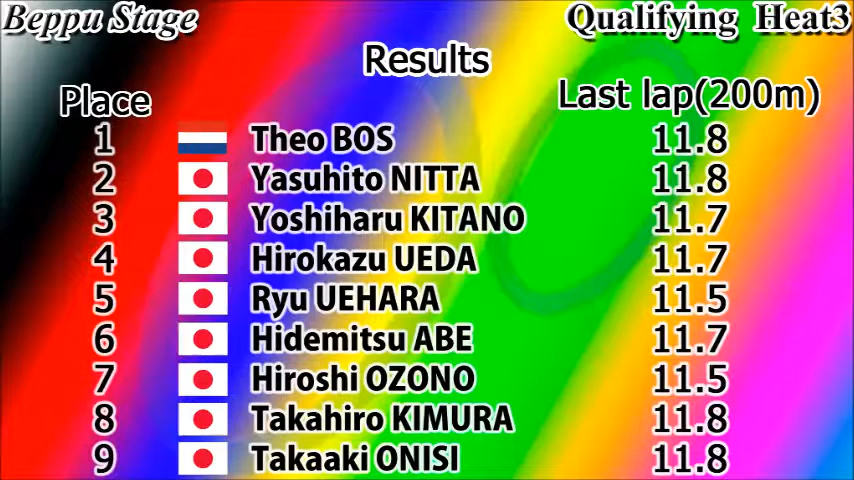 Beppu Stage Qualifying Heat3
Results
Place Last lap(200m)
1 Theo BOS 11.8
2 Yasuhito NITTA 11.8
3 Yoshiharu KITANO 11.7
4 Hirokazu UEDA 11.7
5 Ryu UEHARA 11.5
6 Hidemitsu ABE 11.7
7 Hiroshi OZONO 11.5
8 Takahiro KIMURA 11.8
9 Takaaki ONISI 11.8